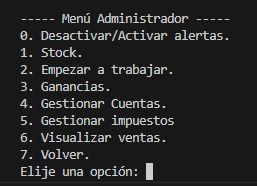 ----- Menú Administrador -----
0. Desactivar/Activar alertas.
1. Stock.
2. Empezar a trabajar.
3. Ganancias.
4. Gestionar Cuentas.
5. Gestionar impuestos
6. Visualizar ventas.
7. Volver.
Elije una opción: